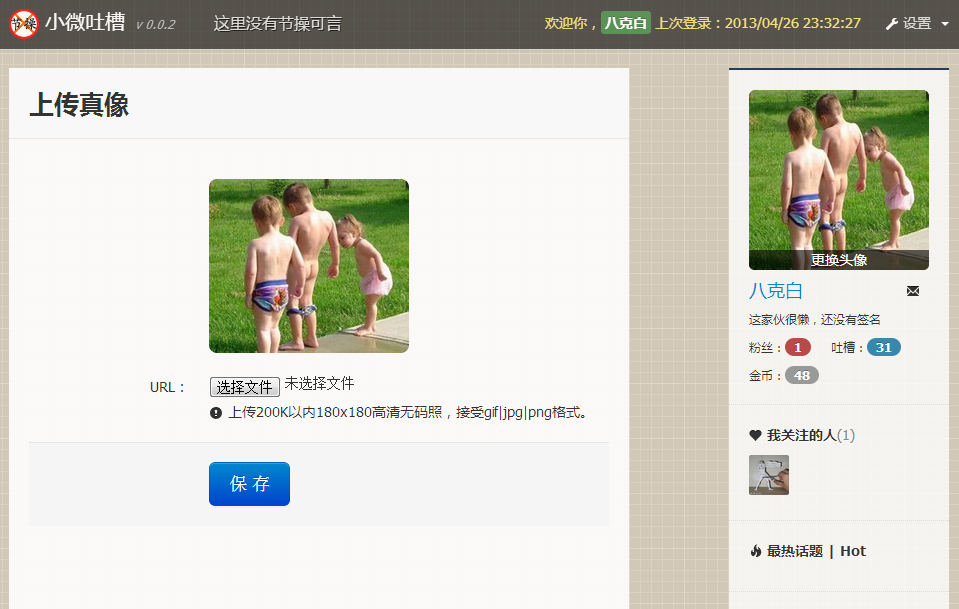 节操 小微吐槽 v 0.0.2 这里没有节操可言 欢迎你，八克白 上次登录：2013/04/26 23:32:27 设置
上传真像
URL： 选择文件 未选择文件
上传200K以内180x180高清无码照，接受gif|jpg|png格式。
保 存
更换头像
八克白
这家伙很懒，还没有签名
粉丝：1 吐槽：31
金币：48
我关注的人(1)
最热话题 | Hot